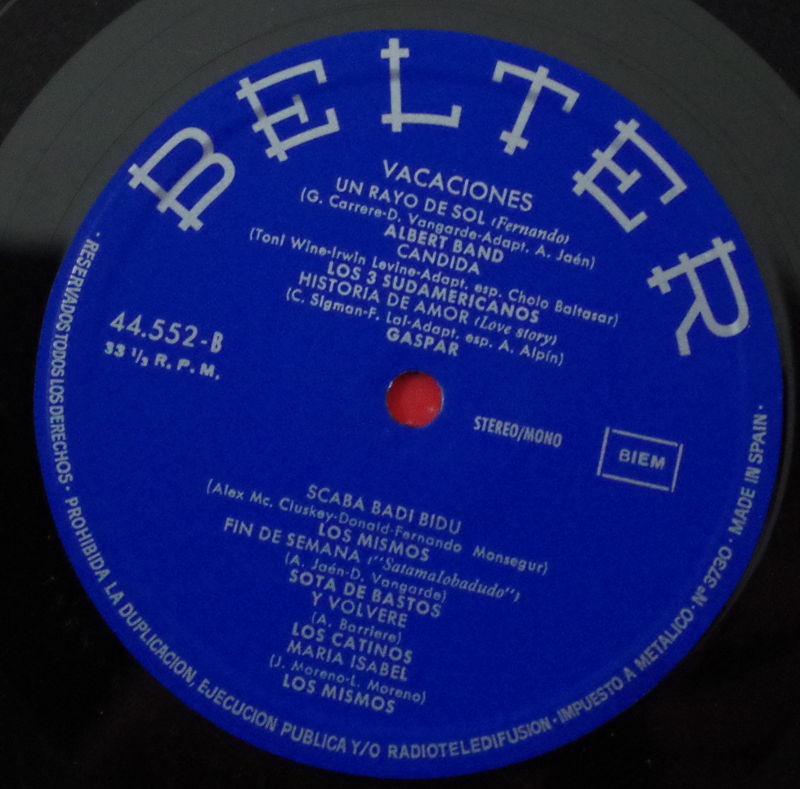 BELTER
VACACIONES
UN RAYO DE SOL (Fernando)
(G. Carrere-D. Vangarde-Adapt. A. Jaén)
ALBERT BAND
CANDIDA
(Toni Wine-Irwin Levine-Adapt. esp. Cholo Baltasar)
LOS 3 SUDAMERICANOS
HISTORIA DE AMOR (Love story)
(C. Sigman-F. Lai-Adapt. esp. A. Alpín)
GASPAR
44.552-B
33 1/3 R. P. M.
STEREO/MONO
BIEM
SCABA BADI BIDU
(Alex Mc. Cluskey-Donald-Fernando Monsegur)
LOS MISMOS
FIN DE SEMANA ("Satamalobadudo")
(A. Jaén-D. Vangarde)
SOTA DE BASTOS
Y VOLVERE
(A. Barriere)
LOS CATINOS
MARIA ISABEL
(J. Moreno-L. Moreno)
LOS MISMOS
· RESERVADOS TODOS LOS DERECHOS · PROHIBIDA LA DUPLICACION, EJECUCION PUBLICA Y/O RADIOTELEDIFUSION · IMPUESTO A METALICO · Nº 3730 · MADE IN SPAIN ·